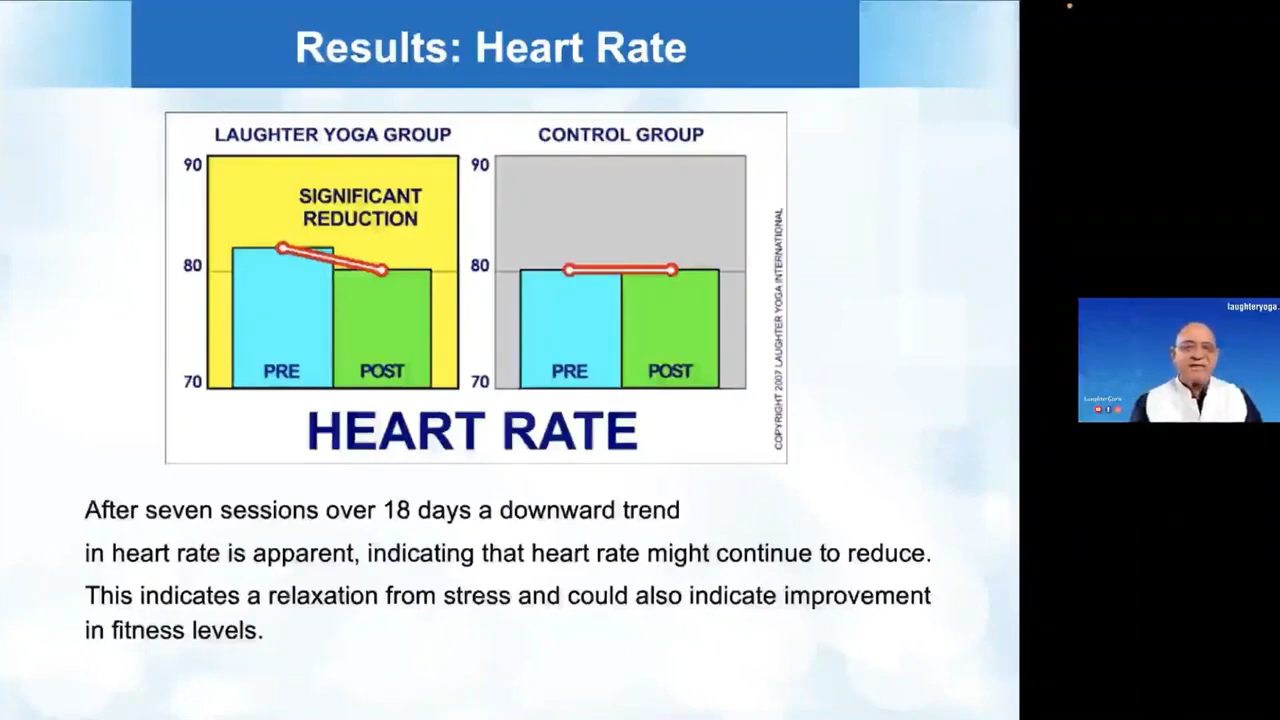 Results: Heart Rate
LAUGHTER YOGA GROUP
90
SIGNIFICANT
REDUCTION
80
PRE
POST
70
CONTROL GROUP
90
80
PRE
POST
70
COPYRIGHT 2007 LAUGHTER YOGA INTERNATIONAL
HEART RATE
After seven sessions over 18 days a downward trend
in heart rate is apparent, indicating that heart rate might continue to reduce.
This indicates a relaxation from stress and could also indicate improvement
in fitness levels.
laughteryoga.
Laughter Guru